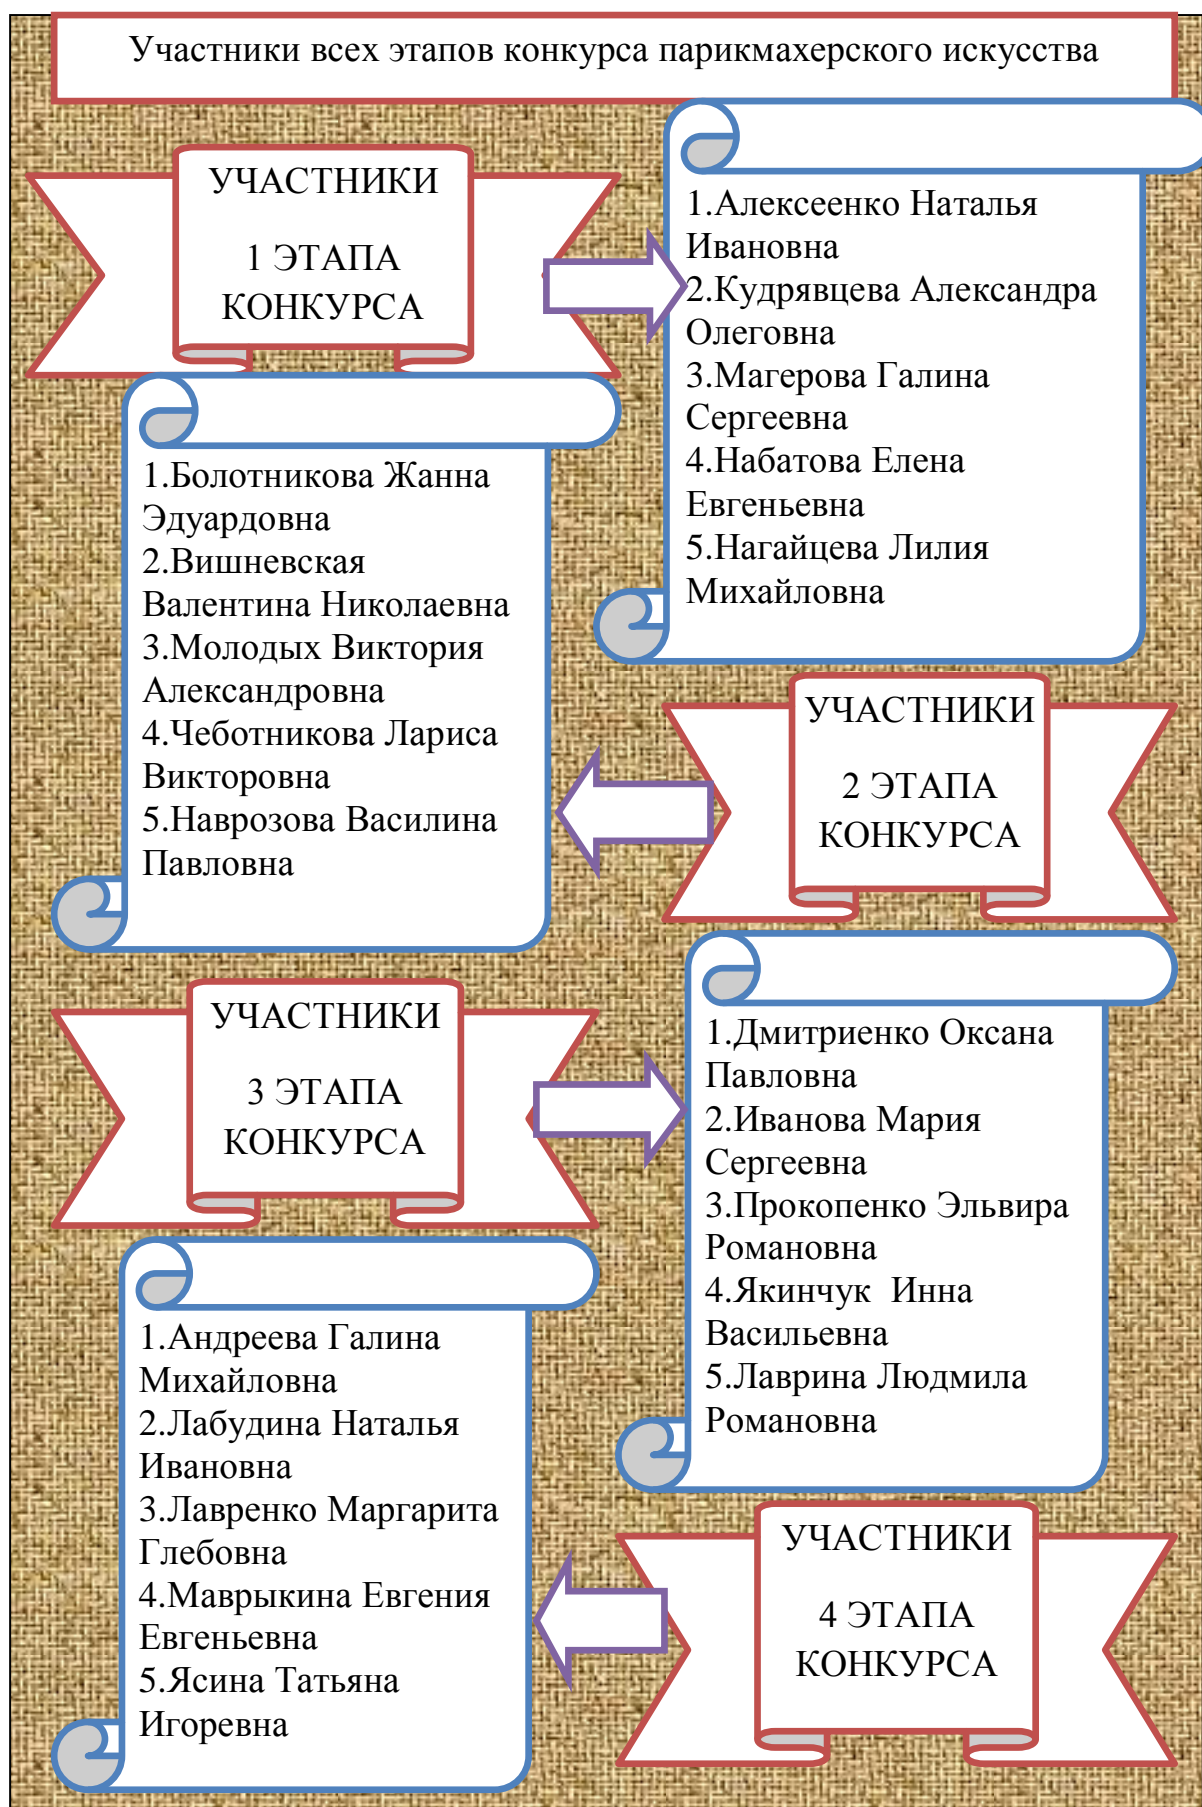 Участники всех этапов конкурса парикмахерского искусства
УЧАСТНИКИ
1 ЭТАПА
КОНКУРСА
1.Алексеенко Наталья
Ивановна
2.Кудрявцева Александра
Олеговна
3.Магерова Галина
Сергеевна
4.Набатова Елена
Евгеньевна
5.Нагайцева Лилия
Михайловна
УЧАСТНИКИ
2 ЭТАПА
КОНКУРСА
1.Болотникова Жанна
Эдуардовна
2.Вишневская
Валентина Николаевна
3.Молодых Виктория
Александровна
4.Чеботникова Лариса
Викторовна
5.Наврозова Василина
Павловна
УЧАСТНИКИ
3 ЭТАПА
КОНКУРСА
1.Дмитриенко Оксана
Павловна
2.Иванова Мария
Сергеевна
3.Прокопенко Эльвира
Романовна
4.Якинчук  Инна
Васильевна
5.Лаврина Людмила
Романовна
УЧАСТНИКИ
4 ЭТАПА
КОНКУРСА
1.Андреева Галина
Михайловна
2.Лабудина Наталья
Ивановна
3.Лавренко Маргарита
Глебовна
4.Маврыкина Евгения
Евгеньевна
5.Ясина Татьяна
Игоревна